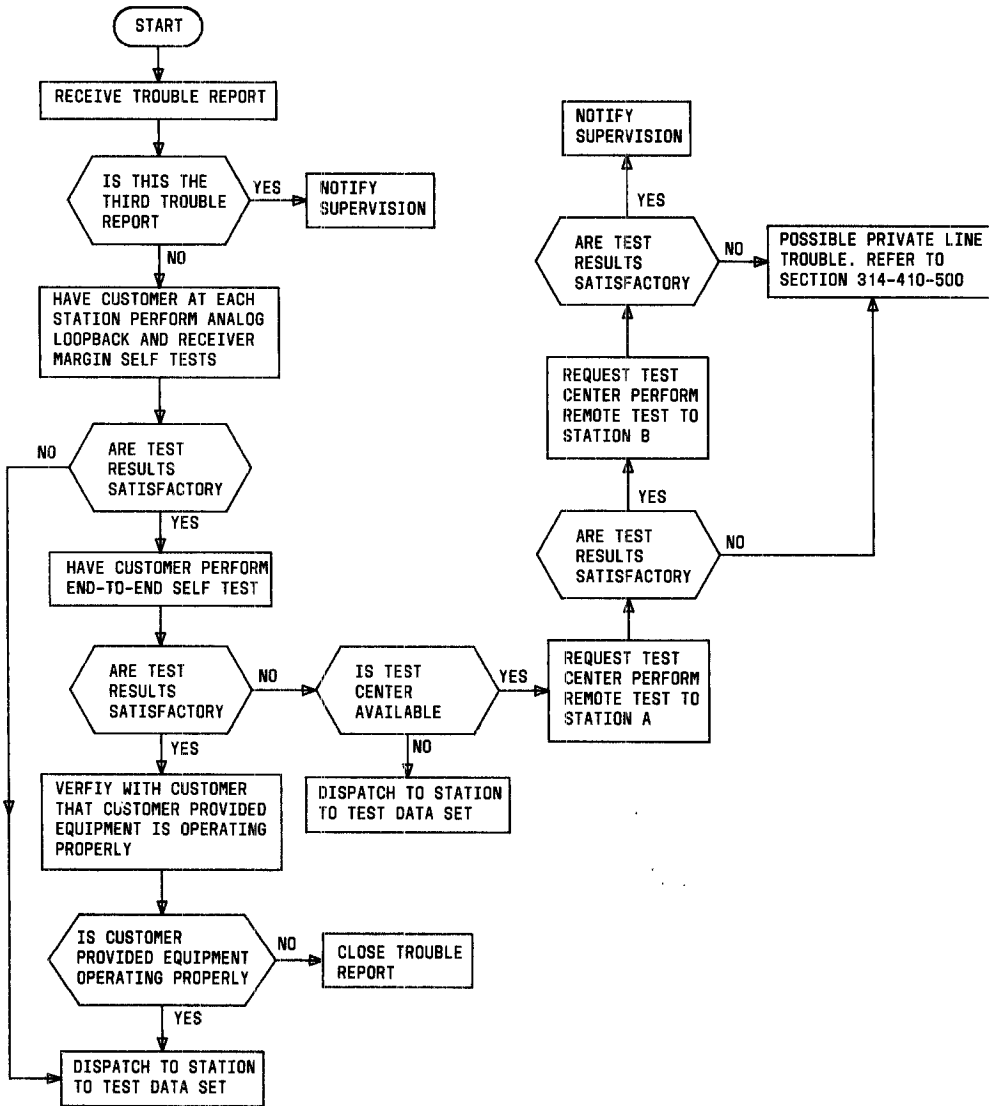 START
RECEIVE TROUBLE REPORT
IS THIS THE
THIRD TROUBLE
REPORT
YES
NOTIFY
SUPERVISION
NO
HAVE CUSTOMER AT EACH
STATION PERFORM ANALOG
LOOPBACK AND RECEIVER
MARGIN SELF TESTS
NO
ARE TEST
RESULTS
SATISFACTORY
YES
HAVE CUSTOMER PERFORM
END-TO-END SELF TEST
ARE TEST
RESULTS
SATISFACTORY
NO
IS TEST
CENTER
AVAILABLE
YES
REQUEST TEST
CENTER PERFORM
REMOTE TEST TO
STATION A
NO
DISPATCH TO STATION
TO TEST DATA SET
YES
VERFIY WITH CUSTOMER
THAT CUSTOMER PROVIDED
EQUIPMENT IS OPERATING
PROPERLY
IS CUSTOMER
PROVIDED EQUIPMENT
OPERATING PROPERLY
NO
CLOSE TROUBLE
REPORT
YES
DISPATCH TO STATION
TO TEST DATA SET
NOTIFY
SUPERVISION
YES
ARE TEST
RESULTS
SATISFACTORY
NO
POSSIBLE PRIVATE LINE
TROUBLE. REFER TO
SECTION 314-410-500
REQUEST TEST
CENTER PERFORM
REMOTE TEST TO
STATION B
YES
ARE TEST
RESULTS
SATISFACTORY
NO